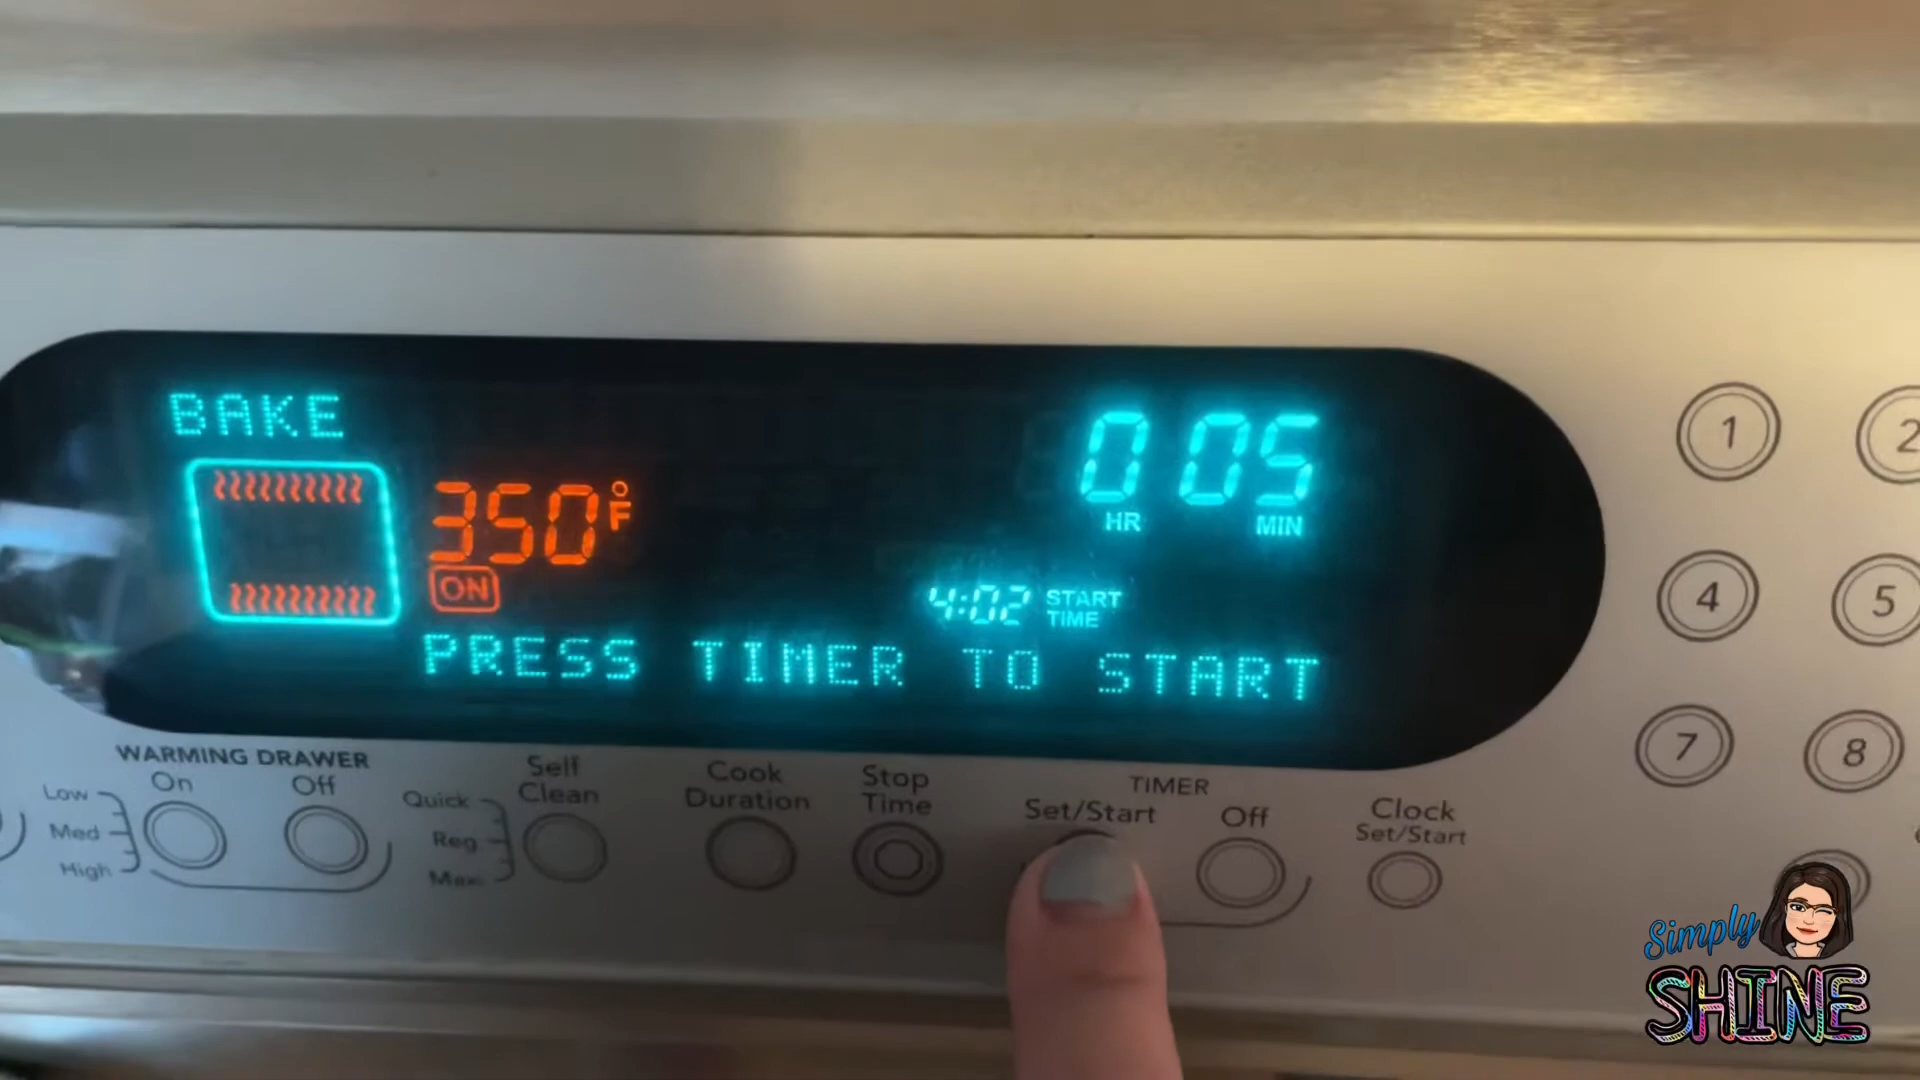 BAKE
0 05
HR MIN
350°F
ON
4:02 START TIME
PRESS TIMER TO START
WARMING DRAWER
On Off
Low
Med
High
Quick
Reg
Max
Self
Clean
Cook
Duration
Stop
Time
TIMER
Set/Start Off
Clock
Set/Start
1 2
4 5
7 8
Simply
SHINE